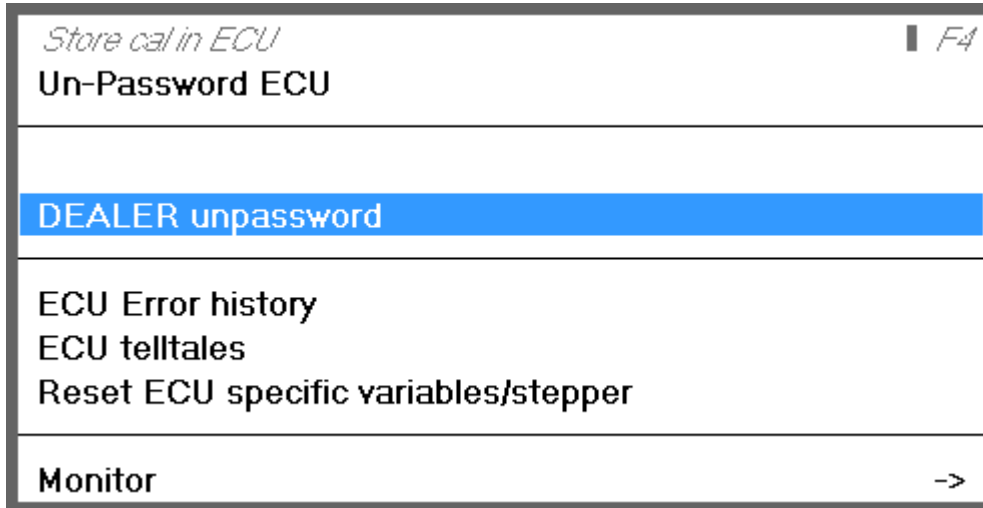 Store cal in ECU ▮ F4
Un-Password ECU
DEALER unpassword
ECU Error history
ECU telltales
Reset ECU specific variables/stepper
Monitor ->